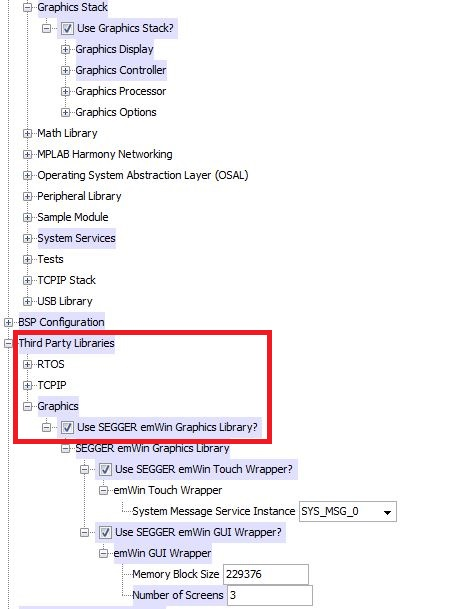 Graphics Stack
Use Graphics Stack?
Graphics Display
Graphics Controller
Graphics Processor
Graphics Options
Math Library
MPLAB Harmony Networking
Operating System Abstraction Layer (OSAL)
Peripheral Library
Sample Module
System Services
Tests
TCPIP Stack
USB Library
BSP Configuration
Third Party Libraries
RTOS
TCPIP
Graphics
Use SEGGER emWin Graphics Library?
SEGGER emWin Graphics Library
Use SEGGER emWin Touch Wrapper?
emWin Touch Wrapper
System Message Service Instance SYS_MSG_0
Use SEGGER emWin GUI Wrapper?
emWin GUI Wrapper
Memory Block Size 229376
Number of Screens 3